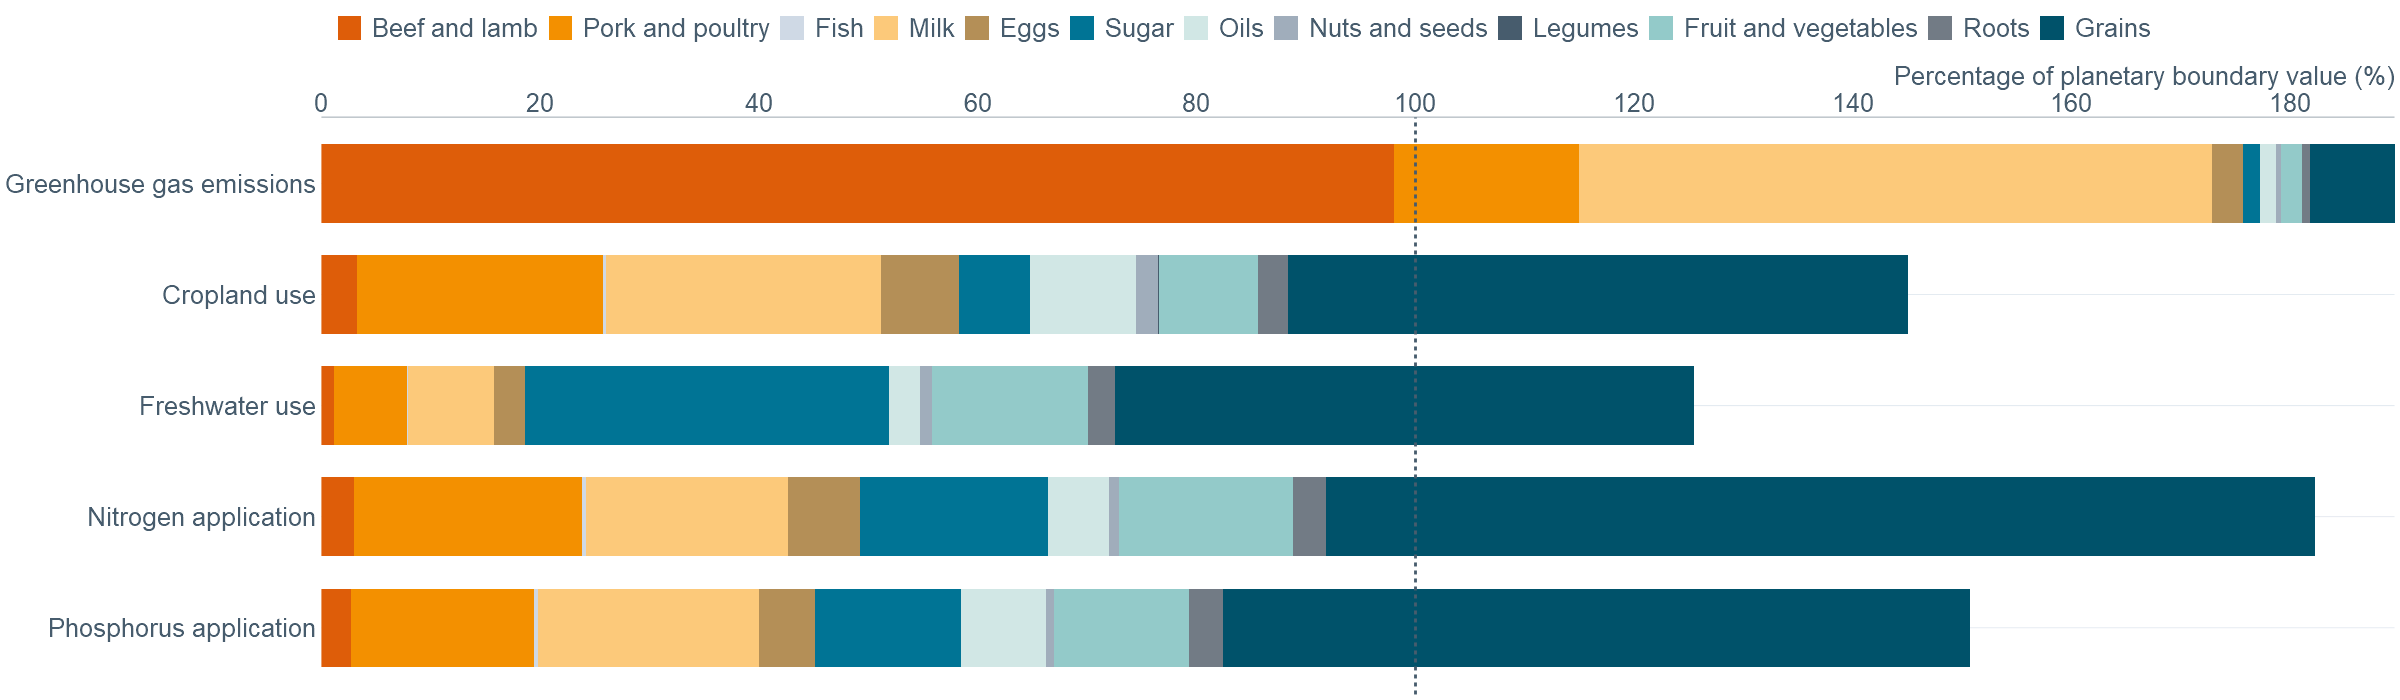 Beef and lamb Pork and poultry Fish Milk Eggs Sugar Oils Nuts and seeds Legumes Fruit and vegetables Roots Grains
Percentage of planetary boundary value (%)
0 20 40 60 80 100 120 140 160 180
Greenhouse gas emissions
Cropland use
Freshwater use
Nitrogen application
Phosphorus application